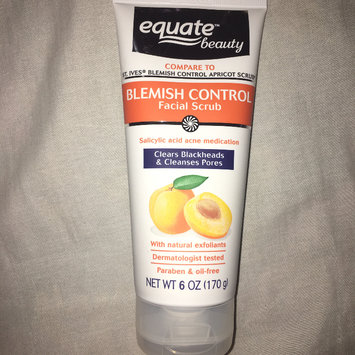 equate™
beauty
COMPARE TO
ST. IVES® BLEMISH CONTROL APRICOT SCRUB
BLEMISH CONTROL
Facial Scrub
Salicylic acid acne medication
Clears Blackheads
& Cleanses Pores
With natural exfoliants
Dermatologist tested
Paraben & oil-free
NET WT 6 OZ (170 g)